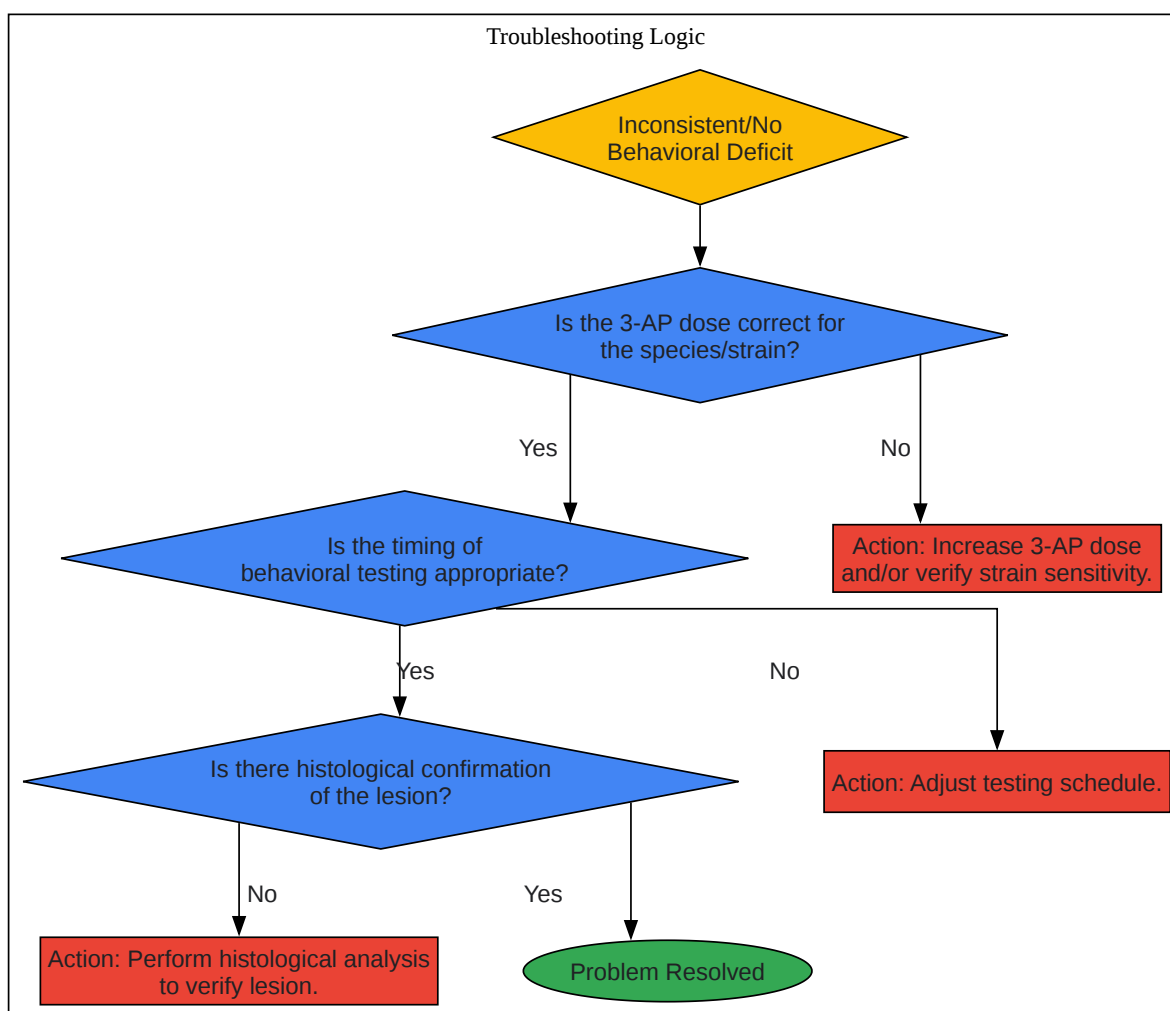 Troubleshooting Logic
Inconsistent/No
Behavioral Deficit
Is the 3-AP dose correct for
the species/strain?
Yes
No
Is the timing of
behavioral testing appropriate?
Action: Increase 3-AP dose
and/or verify strain sensitivity.
Yes
No
Is there histological confirmation
of the lesion?
Action: Adjust testing schedule.
No
Yes
Action: Perform histological analysis
to verify lesion.
Problem Resolved